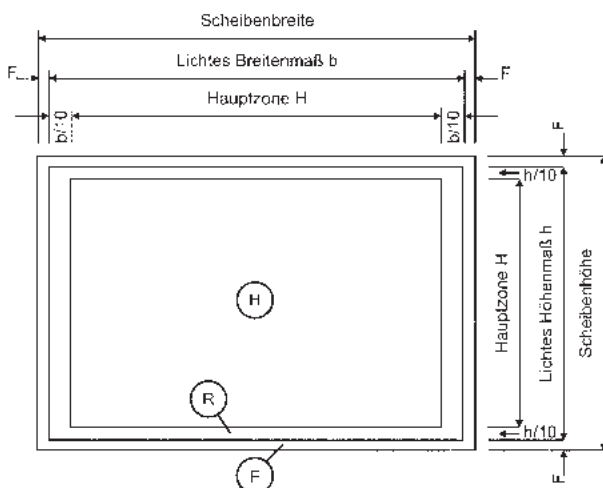 Scheibenbreite
Lichtes Breitenmaß b
F
F
Hauptzone H
b/10
b/10
F
h/10
Hauptzone H
Lichtes Höhenmaß h
Scheibenhöhe
H
R
h/10
F
F